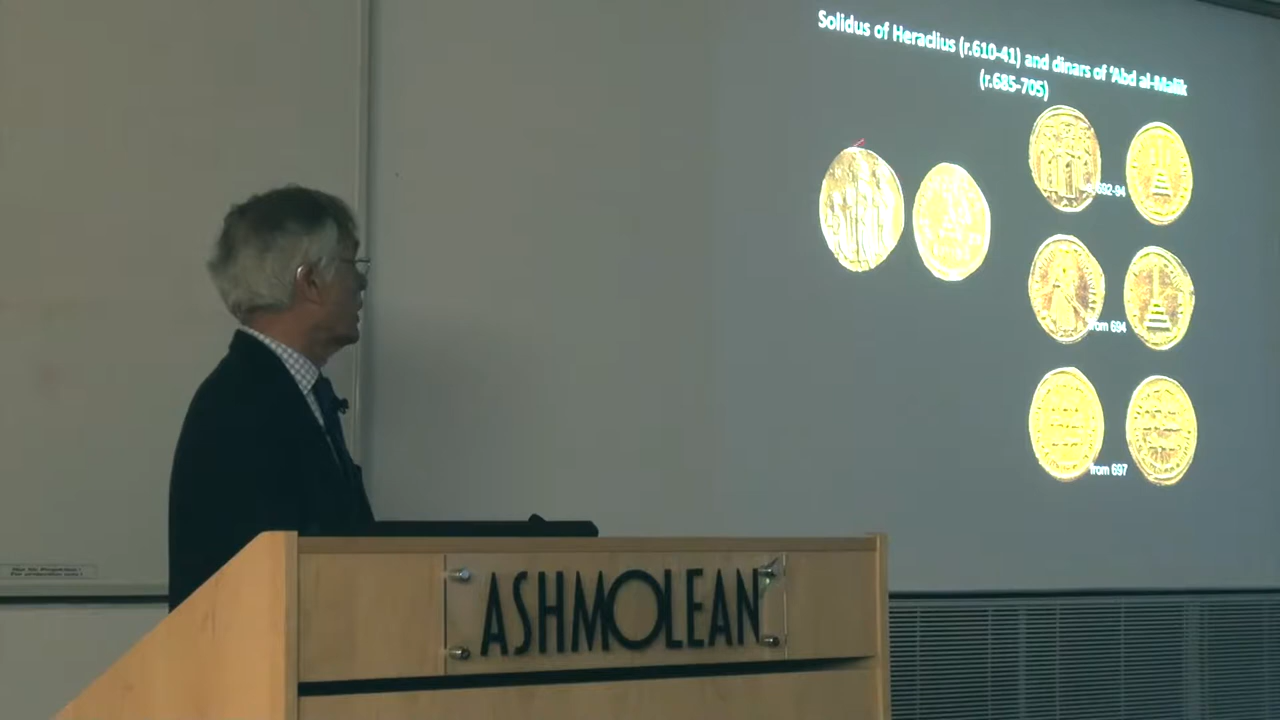 Solidus of Heraclius (r.610-41) and dinars of ‘Abd al-Malik
(r.685-705)
692-94
from 694
from 697
ASHMOLEAN